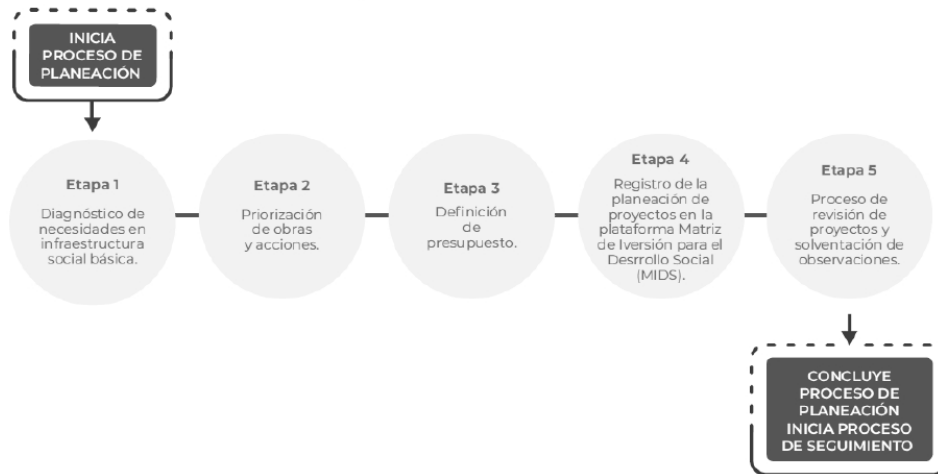 INICIA
PROCESO DE
PLANEACIÓN
Etapa 1
Diagnóstico de
necesidades en
infraestructura
social básica.
Etapa 2
Priorización
de obras
y acciones.
Etapa 3
Definición
de
presupuesto.
Etapa 4
Registro de la
planeación de
proyectos en la
plataforma Matriz
de Iversión para el
Desrrollo Social
(MIDS).
Etapa 5
Proceso de
revisión de
proyectos y
solventación de
observaciones.
CONCLUYE
PROCESO DE
PLANEACIÓN
INICIA PROCESO
DE SEGUIMIENTO